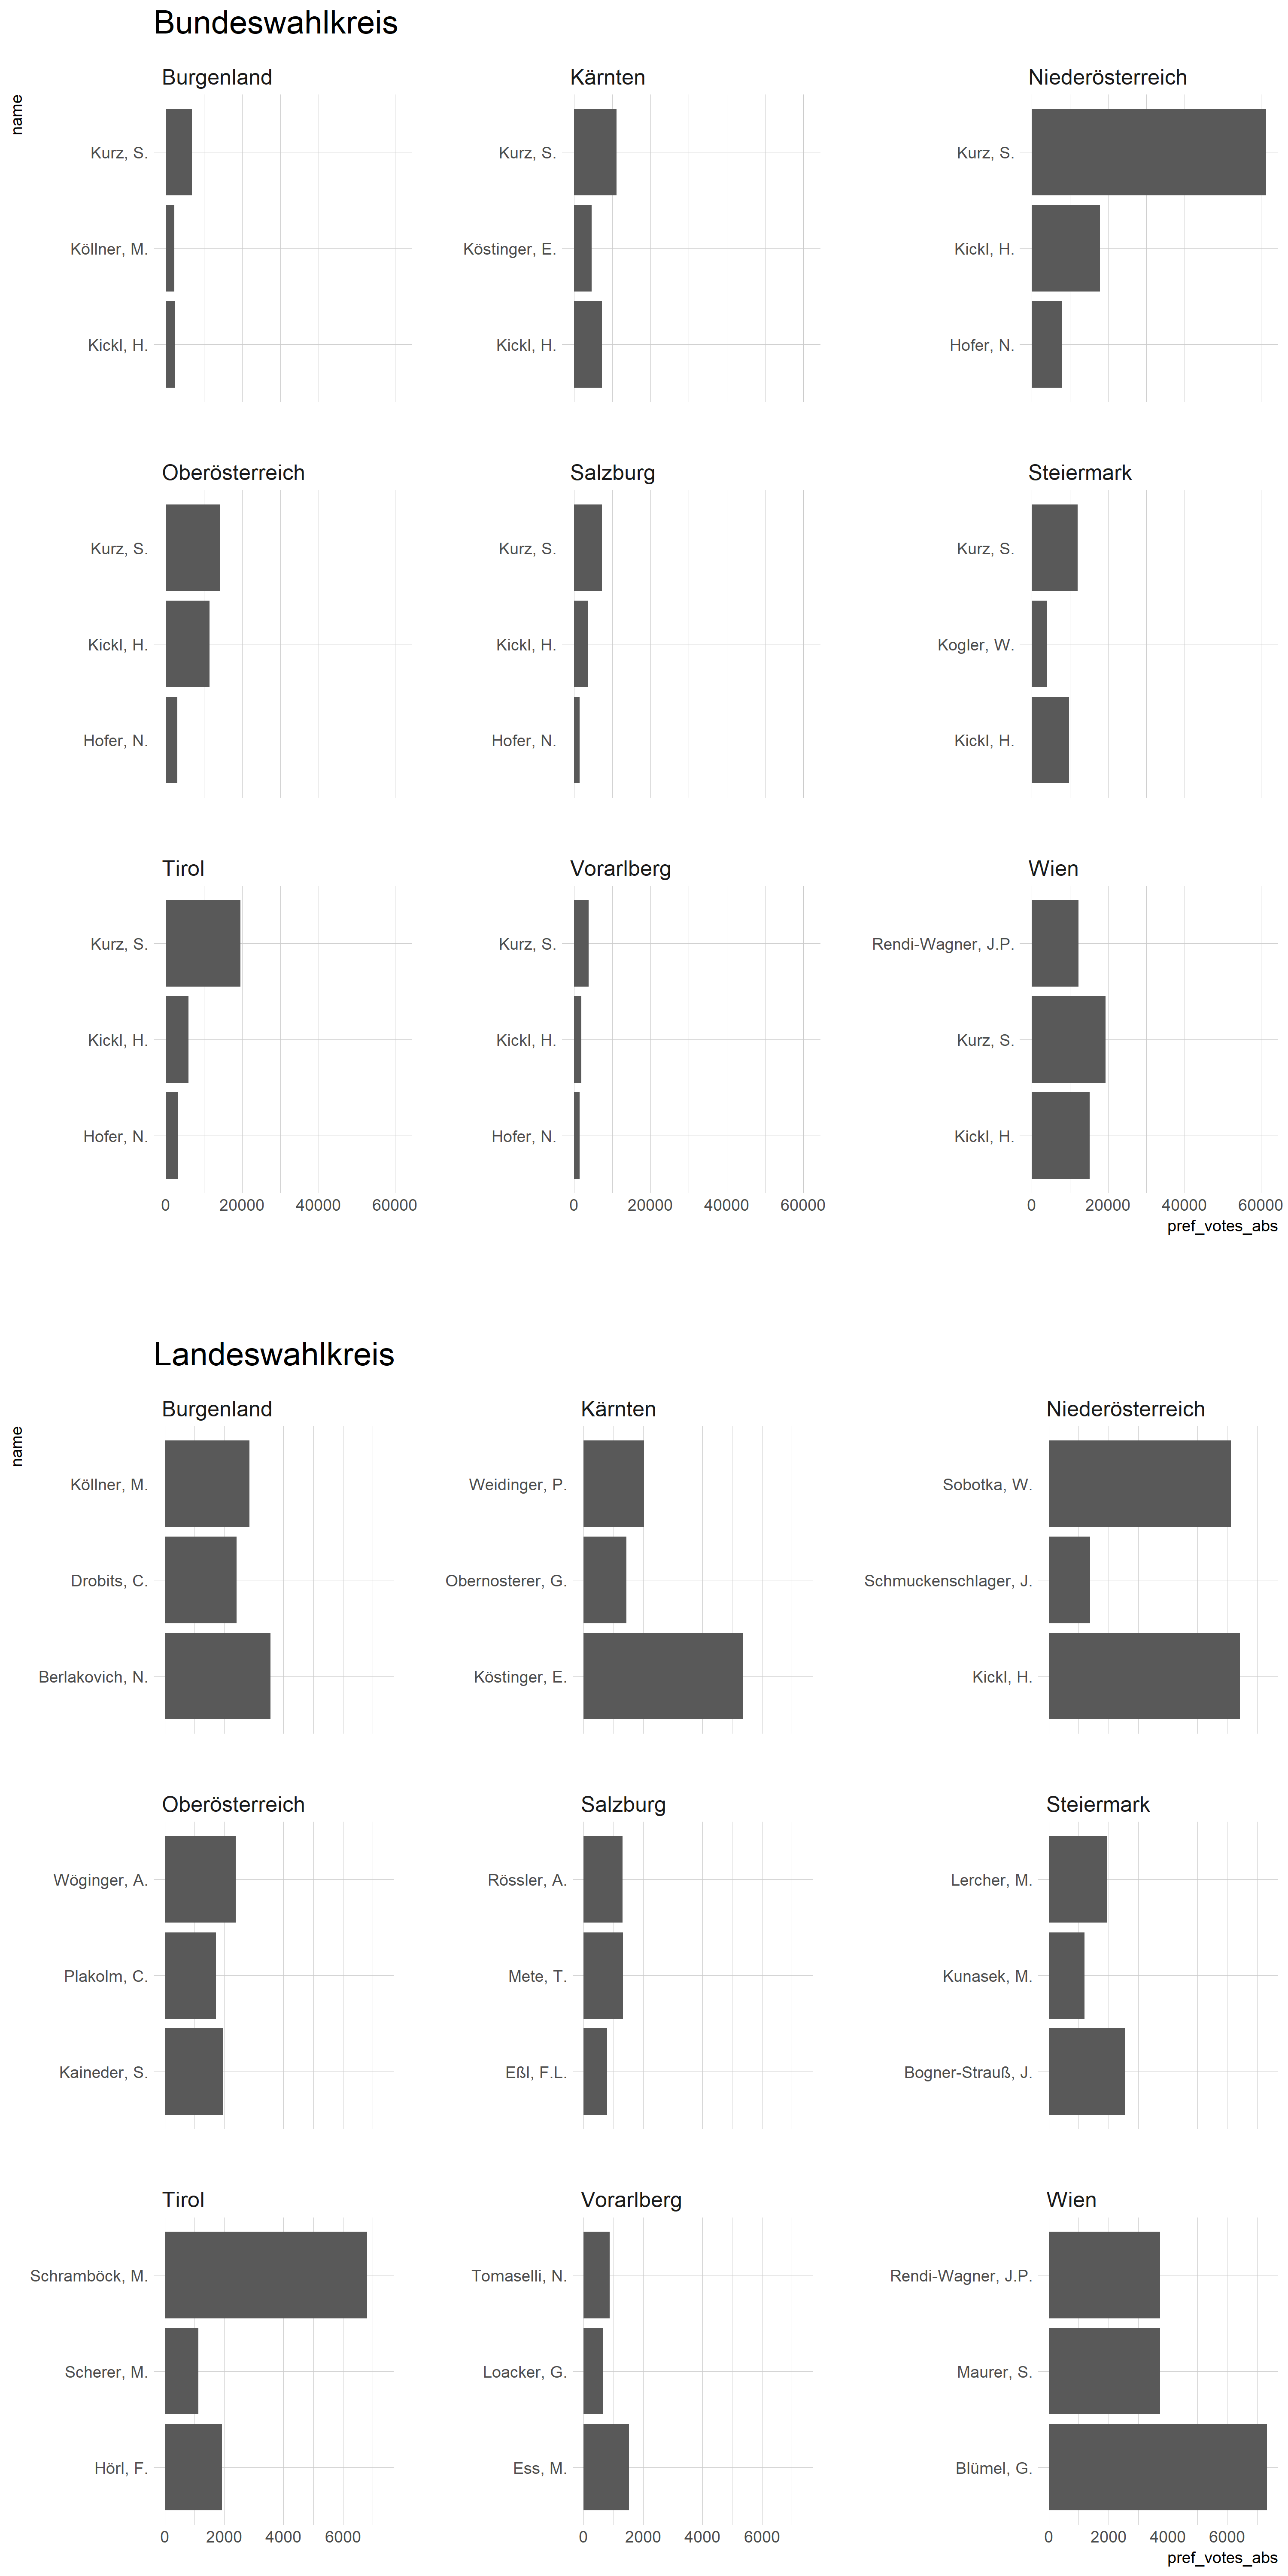 Bundeswahlkreis
name
Burgenland
Kurz, S.
Köllner, M.
Kickl, H.
Kärnten
Kurz, S.
Köstinger, E.
Kickl, H.
Niederösterreich
Kurz, S.
Kickl, H.
Hofer, N.
Oberösterreich
Kurz, S.
Kickl, H.
Hofer, N.
Salzburg
Kurz, S.
Kickl, H.
Hofer, N.
Steiermark
Kurz, S.
Kogler, W.
Kickl, H.
Tirol
Kurz, S.
Kickl, H.
Hofer, N.
0 20000 40000 60000
Vorarlberg
Kurz, S.
Kickl, H.
Hofer, N.
0 20000 40000 60000
Wien
Rendi-Wagner, J.P.
Kurz, S.
Kickl, H.
0 20000 40000 60000
pref_votes_abs
Landeswahlkreis
name
Burgenland
Köllner, M.
Drobits, C.
Berlakovich, N.
Kärnten
Weidinger, P.
Obernosterer, G.
Köstinger, E.
Niederösterreich
Sobotka, W.
Schmuckenschlager, J.
Kickl, H.
Oberösterreich
Wöginger, A.
Plakolm, C.
Kaineder, S.
Salzburg
Rössler, A.
Mete, T.
Eßl, F.L.
Steiermark
Lercher, M.
Kunasek, M.
Bogner-Strauß, J.
Tirol
Schramböck, M.
Scherer, M.
Hörl, F.
0 2000 4000 6000
Vorarlberg
Tomaselli, N.
Loacker, G.
Ess, M.
0 2000 4000 6000
Wien
Rendi-Wagner, J.P.
Maurer, S.
Blümel, G.
0 2000 4000 6000
pref_votes_abs